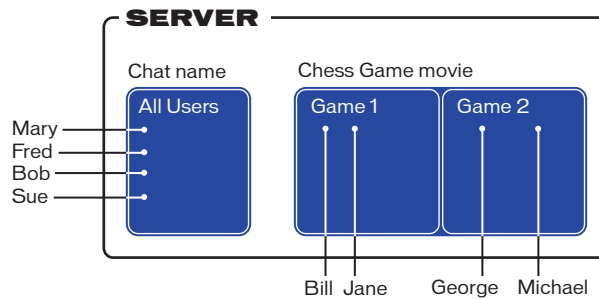 SERVER
Chat name
Chess Game movie
All Users
Game 1
Game 2
Mary
Fred
Bob
Sue
Bill
Jane
George
Michael